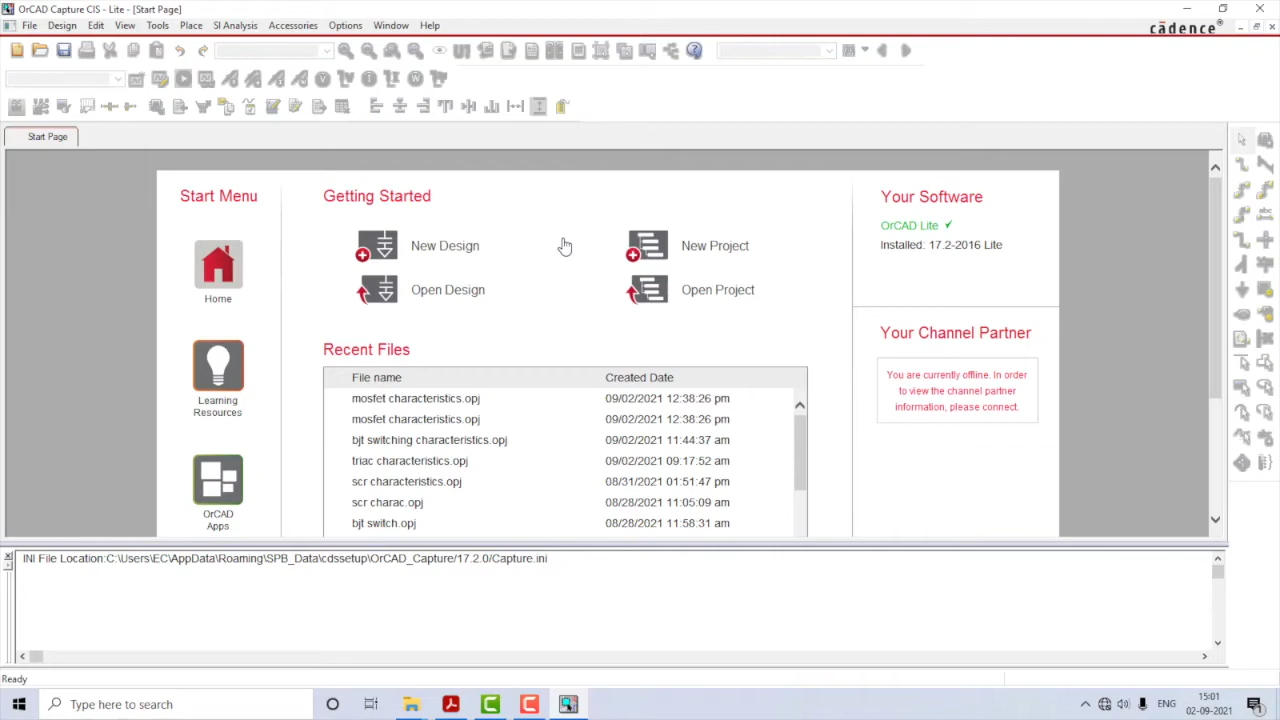 OrCAD Capture CIS - Lite - [Start Page]
File Design Edit View Tools Place SI Analysis Accessories Options Window Help
cādence®
Start Page
Start Menu
Home
Learning
Resources
OrCAD
Apps
Getting Started
New Design
New Project
Open Design
Open Project
Recent Files
File name Created Date
mosfet characteristics.opj 09/02/2021 12:38:26 pm
mosfet characteristics.opj 09/02/2021 12:38:26 pm
bjt switching characteristics.opj 09/02/2021 11:44:37 am
triac characteristics.opj 09/02/2021 09:17:52 am
scr characteristics.opj 08/31/2021 01:51:47 pm
scr charac.opj 08/28/2021 11:05:09 am
bjt switch.opj 08/28/2021 11:58:31 am
Your Software
OrCAD Lite ✓
Installed: 17.2-2016 Lite
Your Channel Partner
You are currently offline. In order
to view the channel partner
information, please connect.
INI File Location:C:\Users\EC\AppData\Roaming\SPB_Data\cdssetup\OrCAD_Capture/17.2.0/Capture.ini
Ready
Type here to search
ENG
15:01
02-09-2021